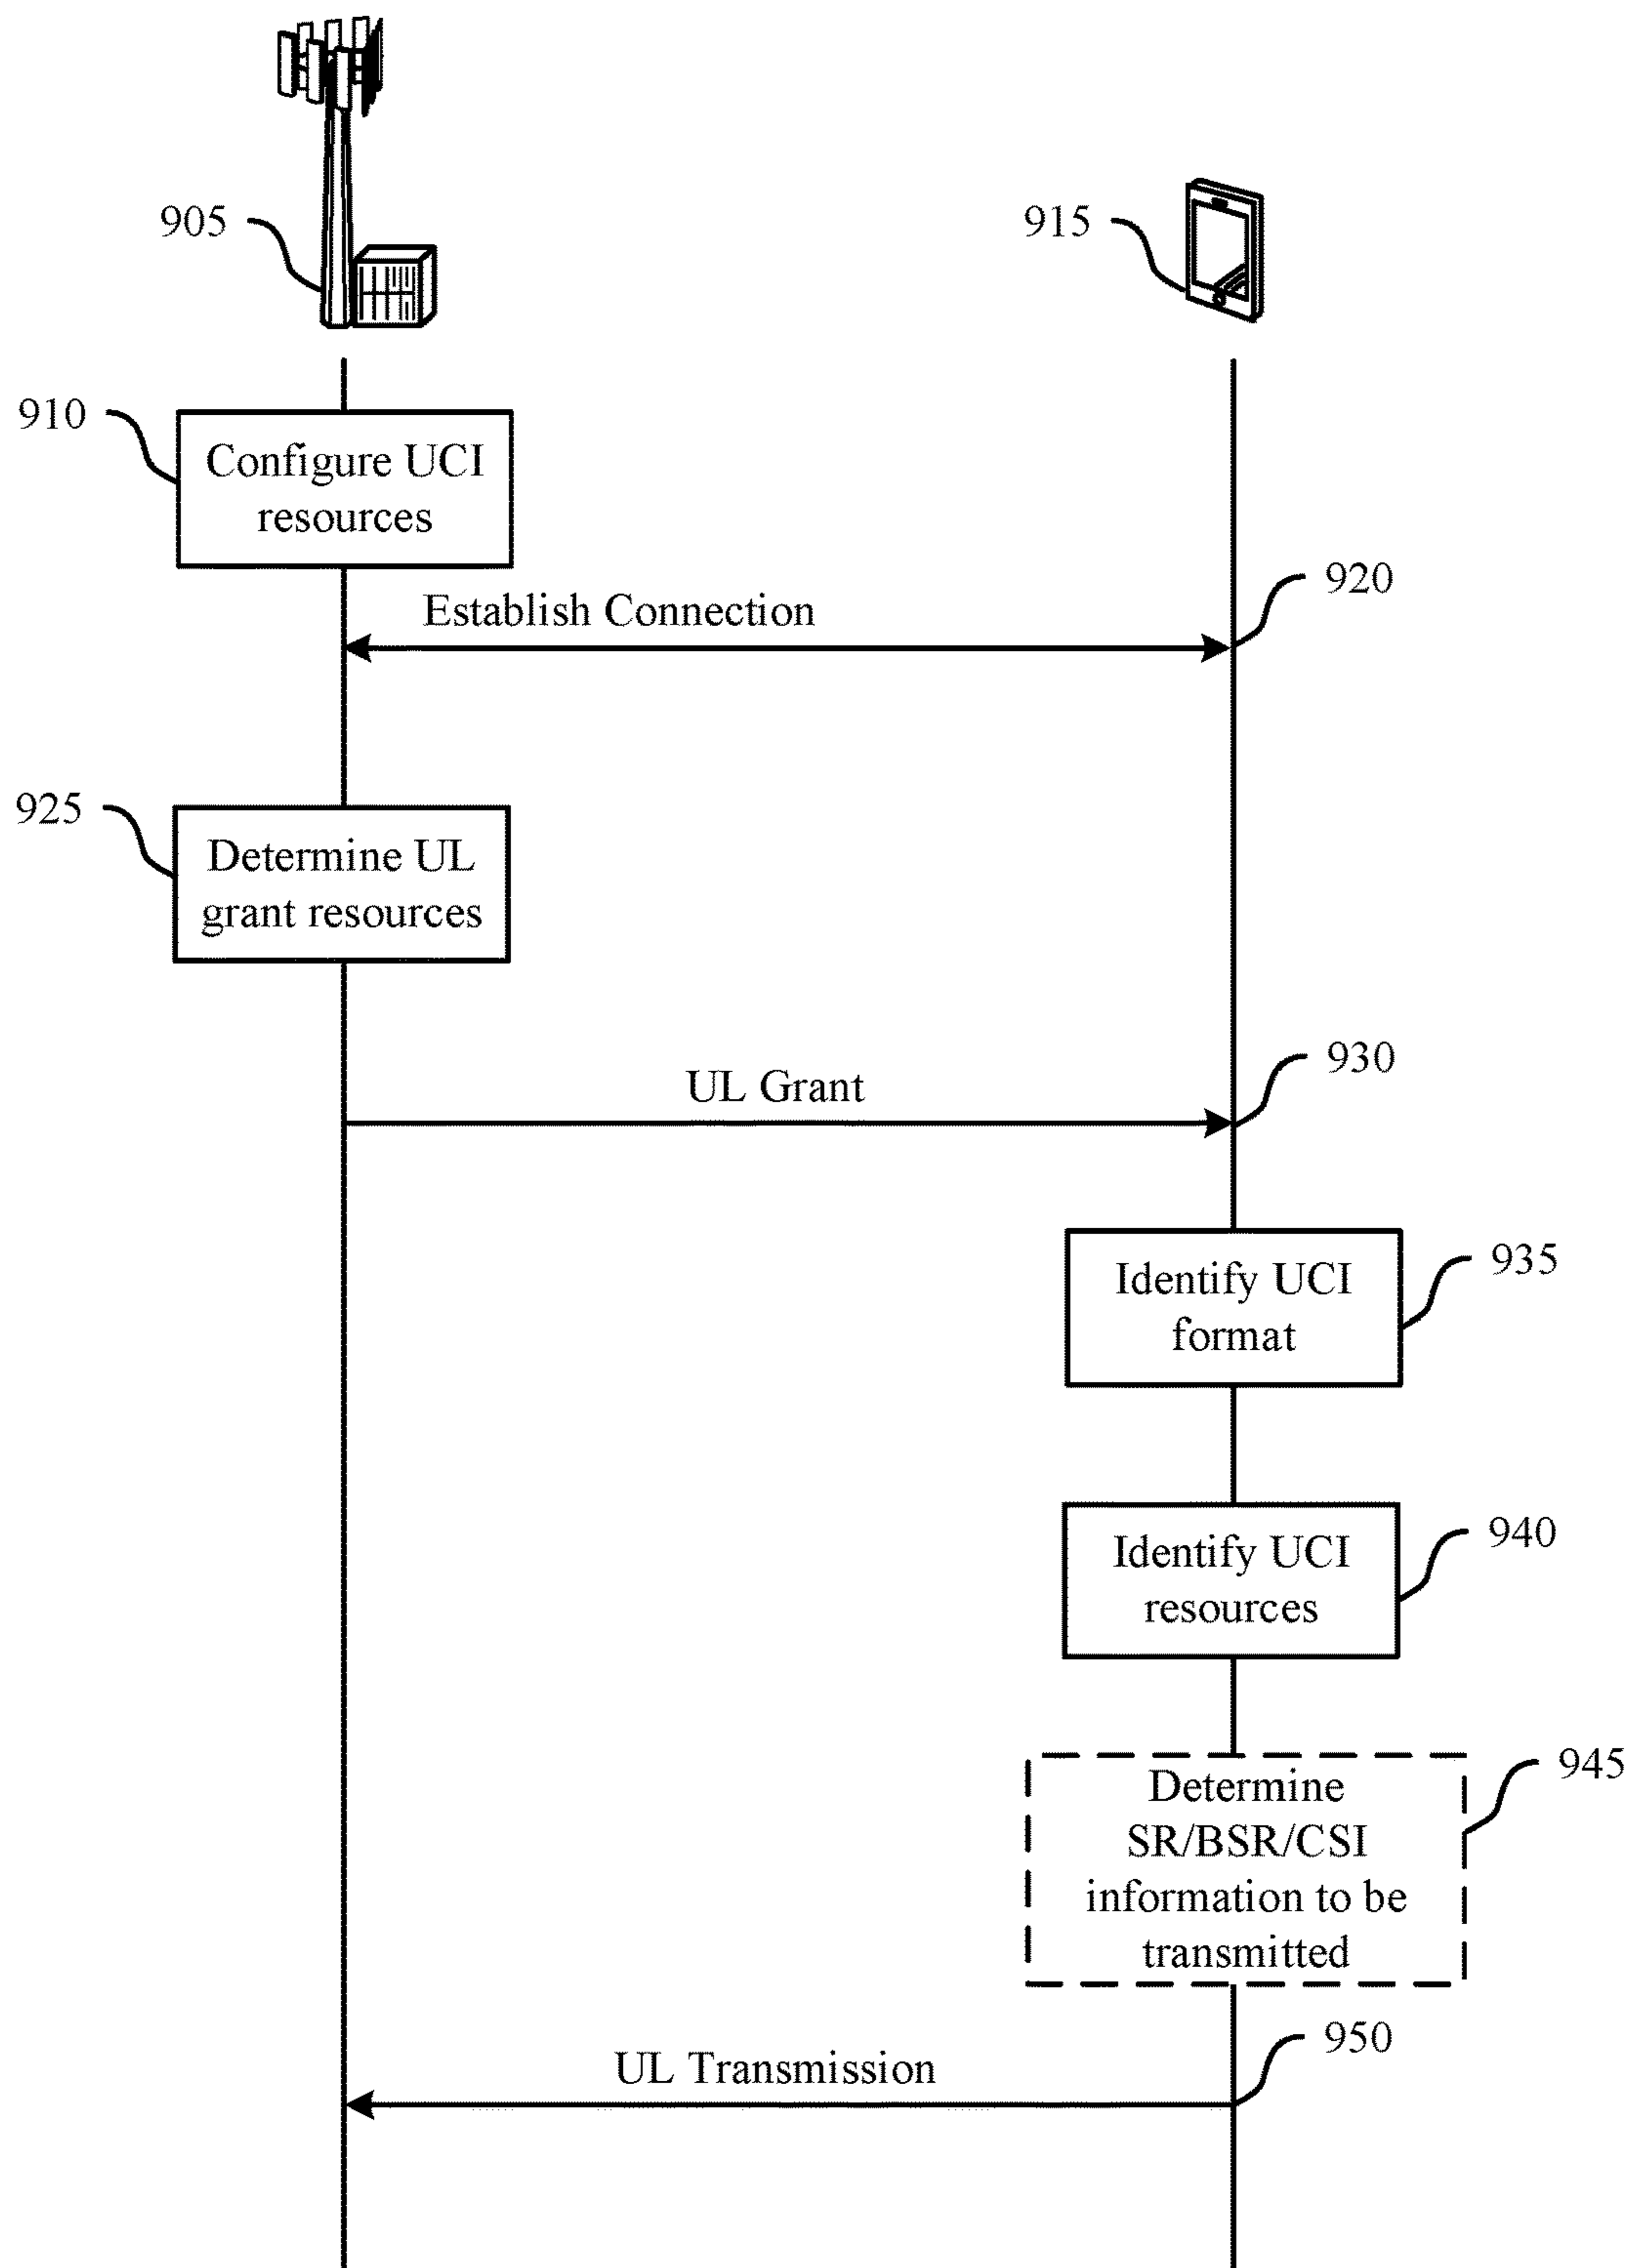 905
915
910
Configure UCI
resources
920
Establish Connection
925
Determine UL
grant resources
930
UL Grant
935
Identify UCI
format
940
Identify UCI
resources
945
Determine
SR/BSR/CSI
information to be
transmitted
950
UL Transmission